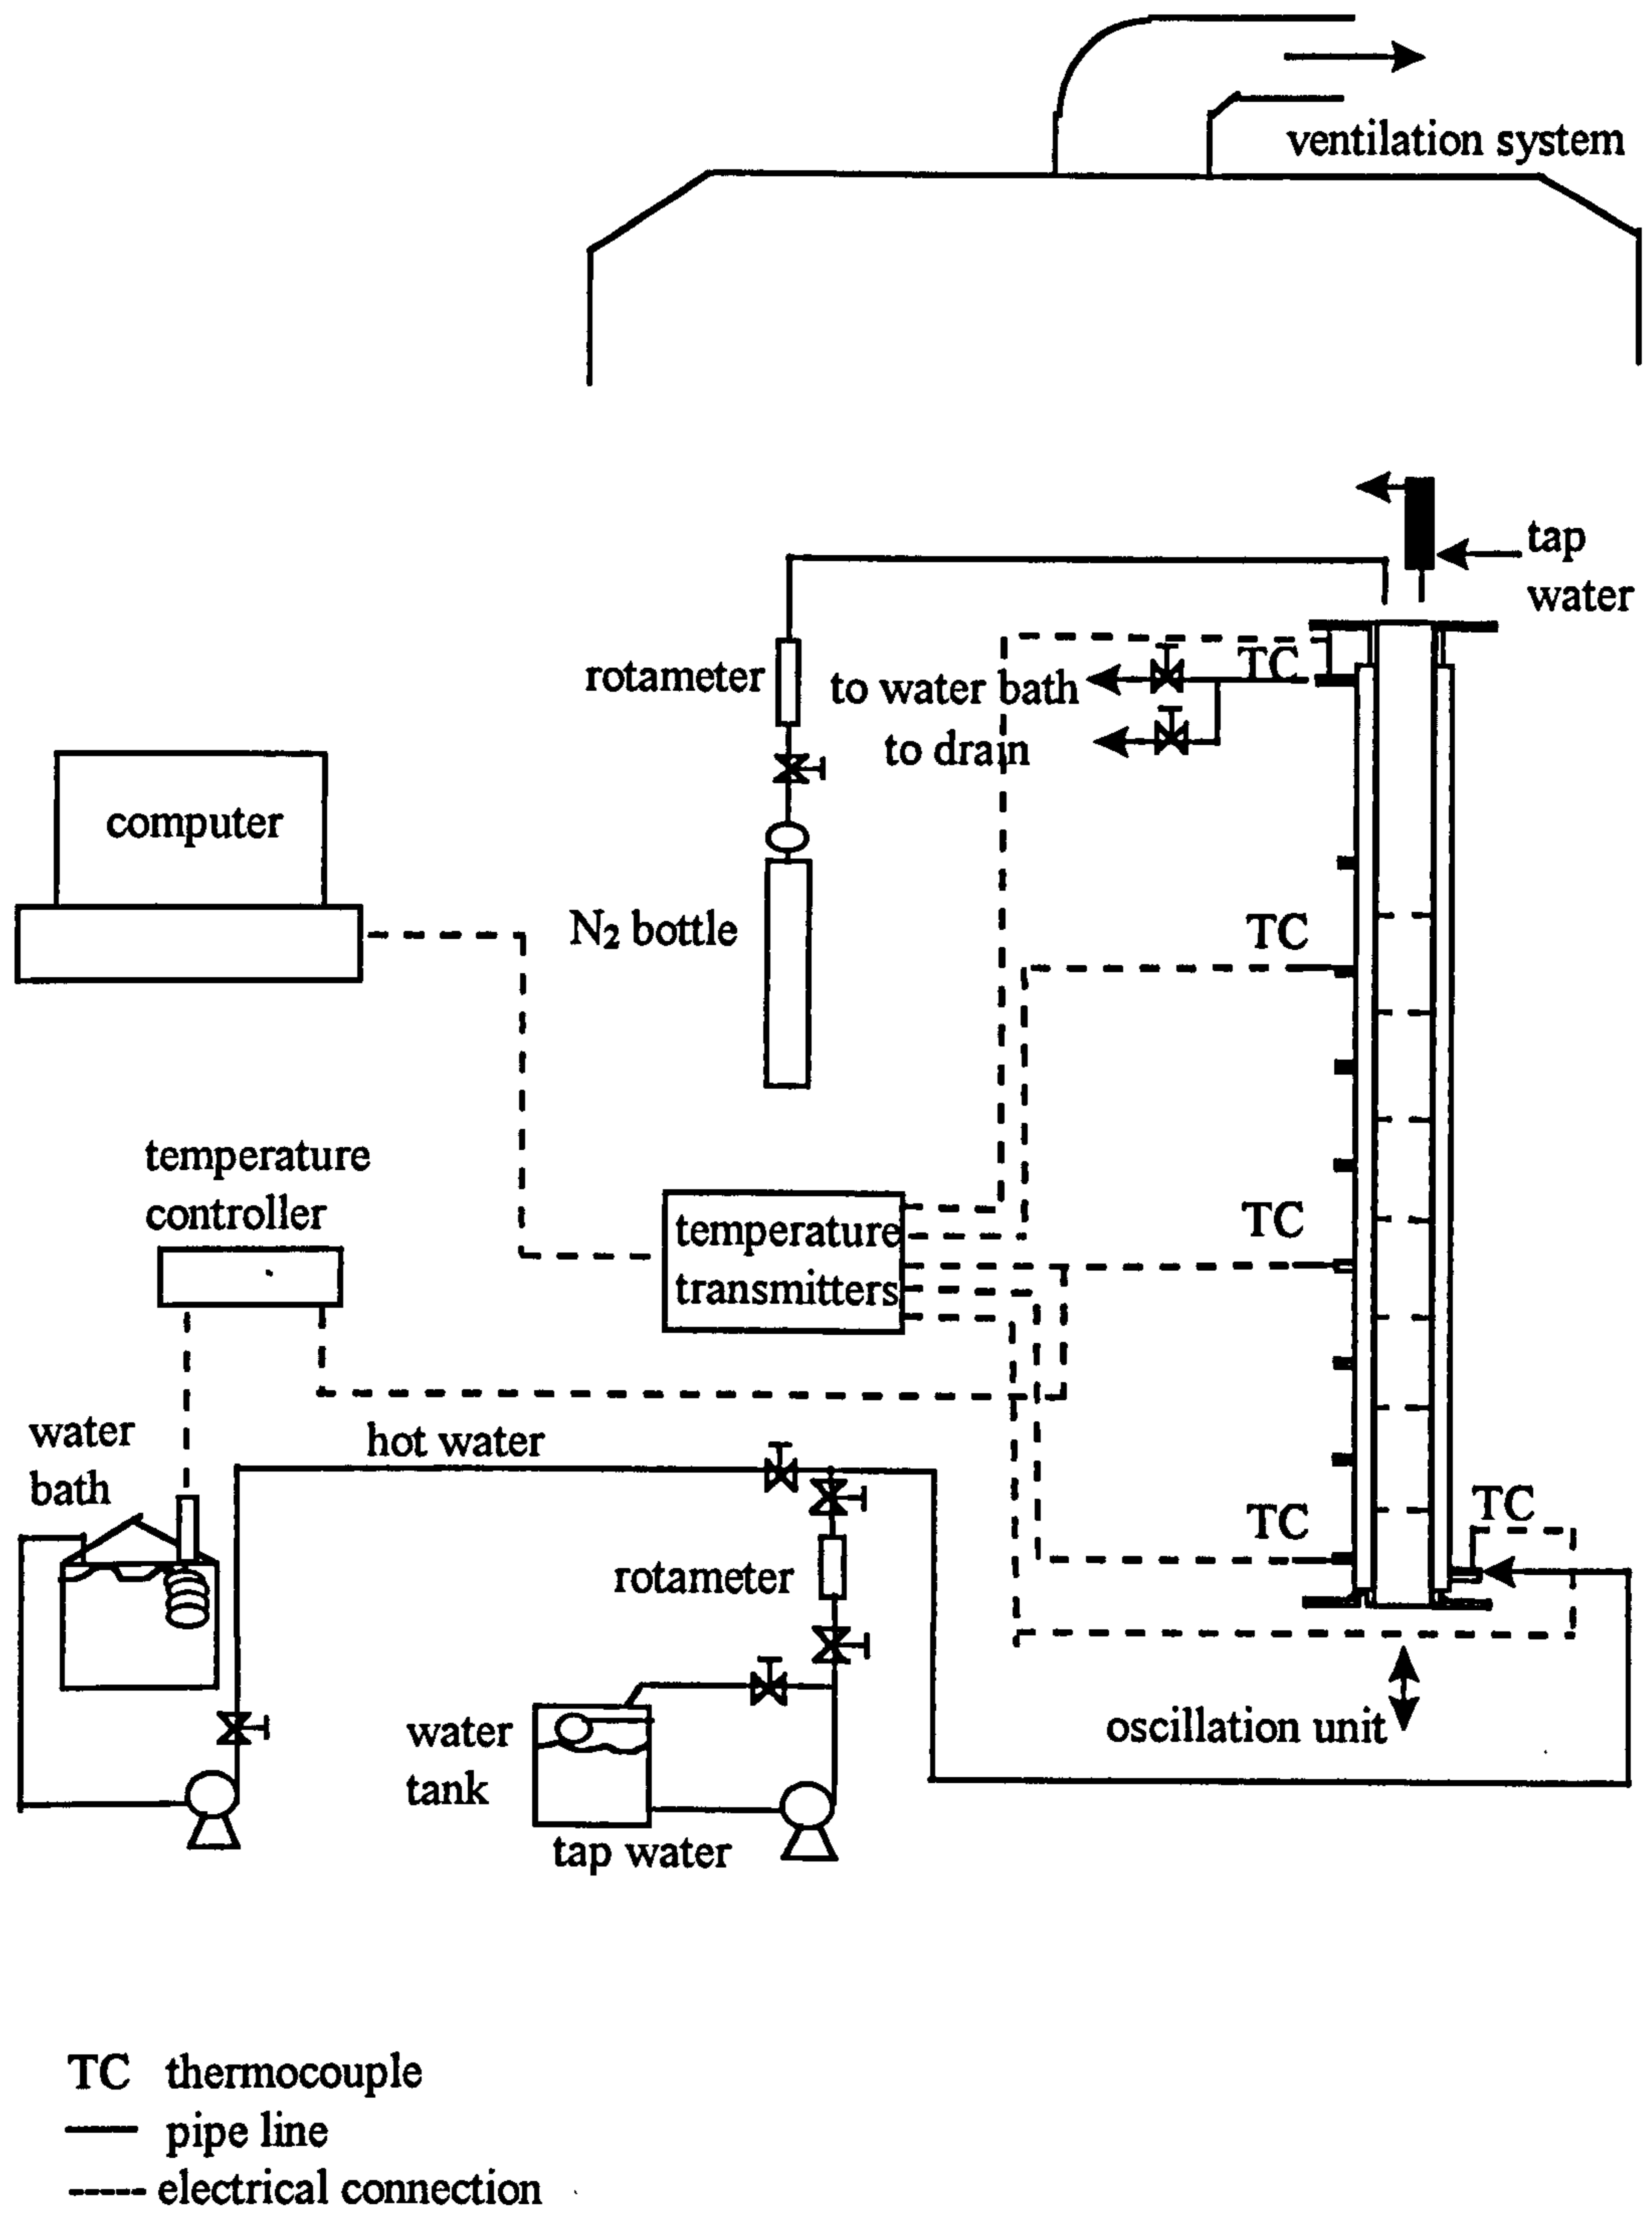 ventilation system
tap
water
rotameter
to water bath
TC
to drain
computer
N₂ bottle
TC
temperature
controller
temperature
transmitters
TC
water
bath
hot water
TC
TC
rotameter
oscillation unit
water
tank
tap water
TC thermocouple
pipe line
electrical connection